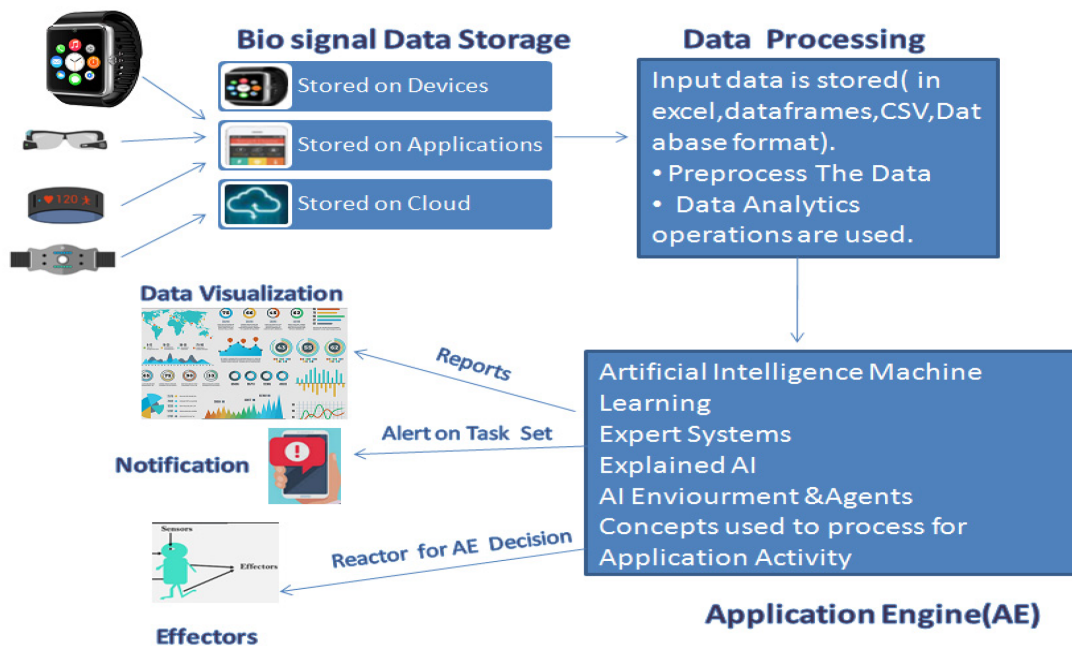 Bio signal Data Storage
Stored on Devices
Stored on Applications
Stored on Cloud
120
Data Processing
Input data is stored( in
excel,dataframes,CSV,Dat
abase format).
• Preprocess The Data
• Data Analytics
operations are used.
Data Visualization
Reports
Alert on Task Set
Notification
Reactor for AE Decision
Sensors
Effectors
Effectors
Artificial Intelligence Machine
Learning
Expert Systems
Explained AI
AI Enviourment &Agents
Concepts used to process for
Application Activity
Application Engine(AE)